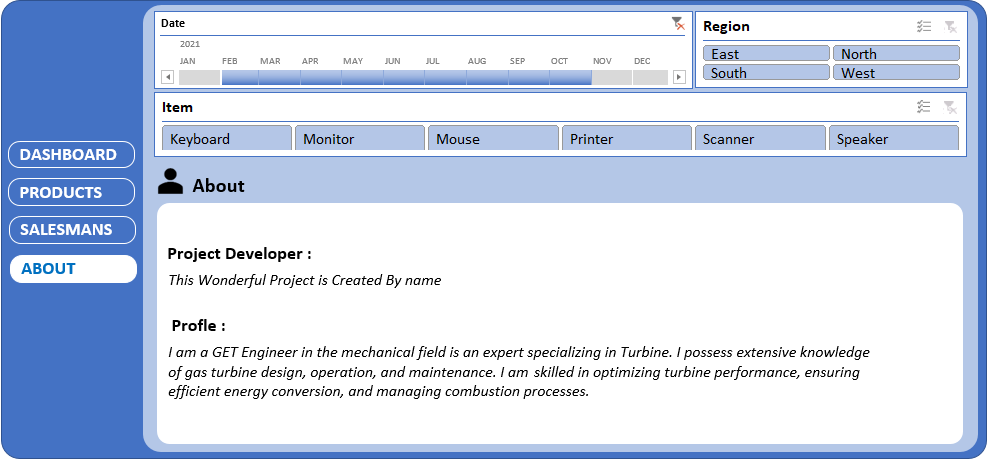 Date
2021
JAN FEB MAR APR MAY JUN JUL AUG SEP OCT NOV DEC
Region
East North
South West
Item
Keyboard Monitor Mouse Printer Scanner Speaker
DASHBOARD
PRODUCTS
SALESMANS
ABOUT
About
Project Developer :
This Wonderful Project is Created By name
Profle :
I am a GET Engineer in the mechanical field is an expert specializing in Turbine. I possess extensive knowledge
of gas turbine design, operation, and maintenance. I am skilled in optimizing turbine performance, ensuring
efficient energy conversion, and managing combustion processes.